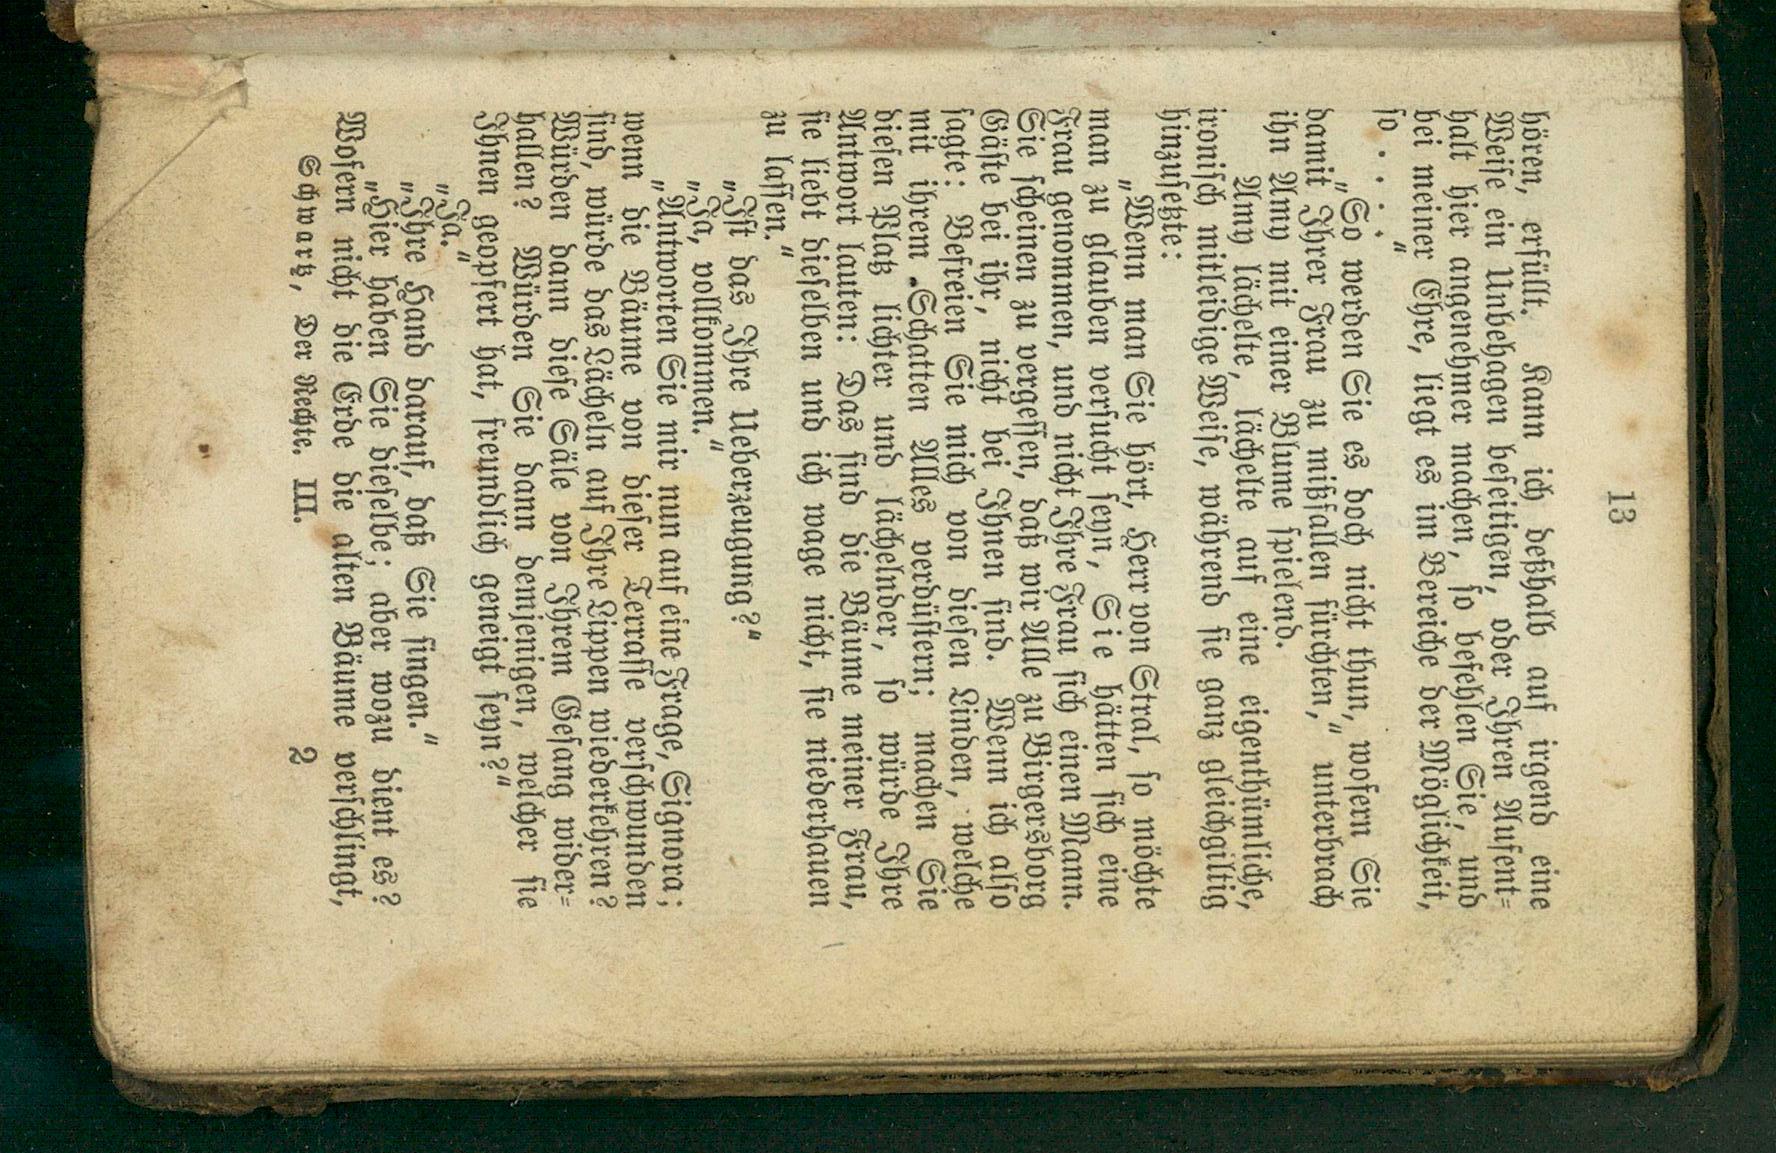 13
hören, erfüllt. Kann ich deßhalb auf irgend eine
Weiſe ein Unbehagen beſeitigen, oder Ihren Aufent=
halt hier angenehmer machen, ſo befehlen Sie, und
bei meiner Ehre, liegt es im Bereiche der Möglichkeit,
ſo . . . .“
„So werden Sie es doch nicht thun, wofern Sie
damit Ihrer Frau zu mißfallen fürchten,“ unterbrach
ihn Amy mit einer Blume ſpielend.
Amy lächelte, lächelte auf eine eigenthümliche,
ironiſch mitleidige Weiſe, während ſie ganz gleichgiltig
hinzuſetzte:
„Wenn man Sie hört, Herr von Stral, ſo möchte
man zu glauben verſucht ſeyn, Sie hätten ſich eine
Frau genommen, und nicht Ihre Frau ſich einen Mann.
Sie ſcheinen zu vergeſſen, daß wir Alle zu Birgersborg
Gäſte bei ihr, nicht bei Ihnen ſind. Wenn ich alſo
ſagte: Befreien Sie mich von dieſen Linden, welche
mit ihrem Schatten Alles verdüſtern; machen Sie
dieſen Platz lichter und lächelnder, ſo würde Ihre
Antwort lauten: Das ſind die Bäume meiner Frau,
ſie liebt dieſelben und ich wage nicht, ſie niederhauen
zu laſſen.“
„Iſt das Ihre Ueberzeugung?“
„Ja, vollkommen.“
„Antworten Sie mir nun auf eine Frage, Signora;
wenn die Bäume von dieſer Terraſſe verſchwunden
ſind, würde das Lächeln auf Ihre Lippen wiederkehren?
Würden dann dieſe Säle von Ihrem Geſang wider=
hallen? Würden Sie dann demjenigen, welcher ſie
Ihnen geopfert hat, freundlich geneigt ſeyn?“
„Ja.“
„Ihre Hand darauf, daß Sie ſingen.“
„Hier haben Sie dieſelbe; aber wozu dient es?
Wofern nicht die Erde die alten Bäume verſchlingt,
Schwartz, Der Rechte. III. 2